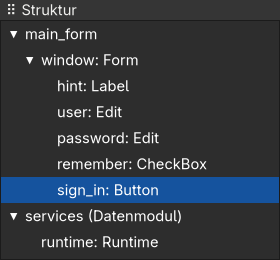 Struktur
main_form
window: Form
hint: Label
user: Edit
password: Edit
remember: CheckBox
sign_in: Button
services (Datenmodul)
runtime: Runtime